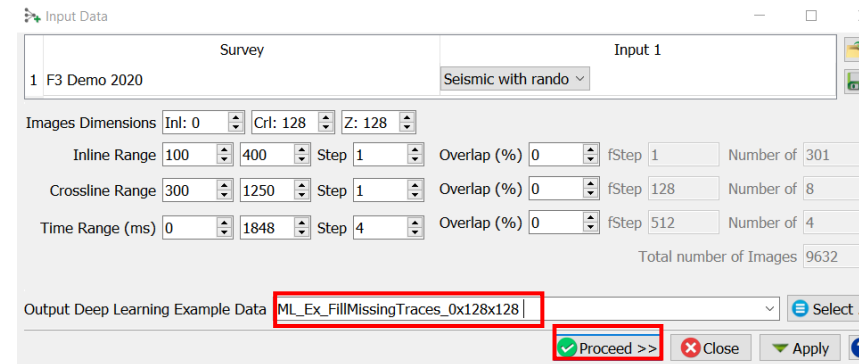 Input Data
Survey Input 1
1 F3 Demo 2020 Seismic with rando
Images Dimensions Inl: 0 Crl: 128 Z: 128
Inline Range 100 400 Step 1 Overlap (%) 0 fStep 1 Number of 301
Crossline Range 300 1250 Step 1 Overlap (%) 0 fStep 128 Number of 8
Time Range (ms) 0 1848 Step 4 Overlap (%) 0 fStep 512 Number of 4
Total number of Images 9632
Output Deep Learning Example Data ML_Ex_FillMissingTraces_0x128x128 Select
Proceed >> Close Apply